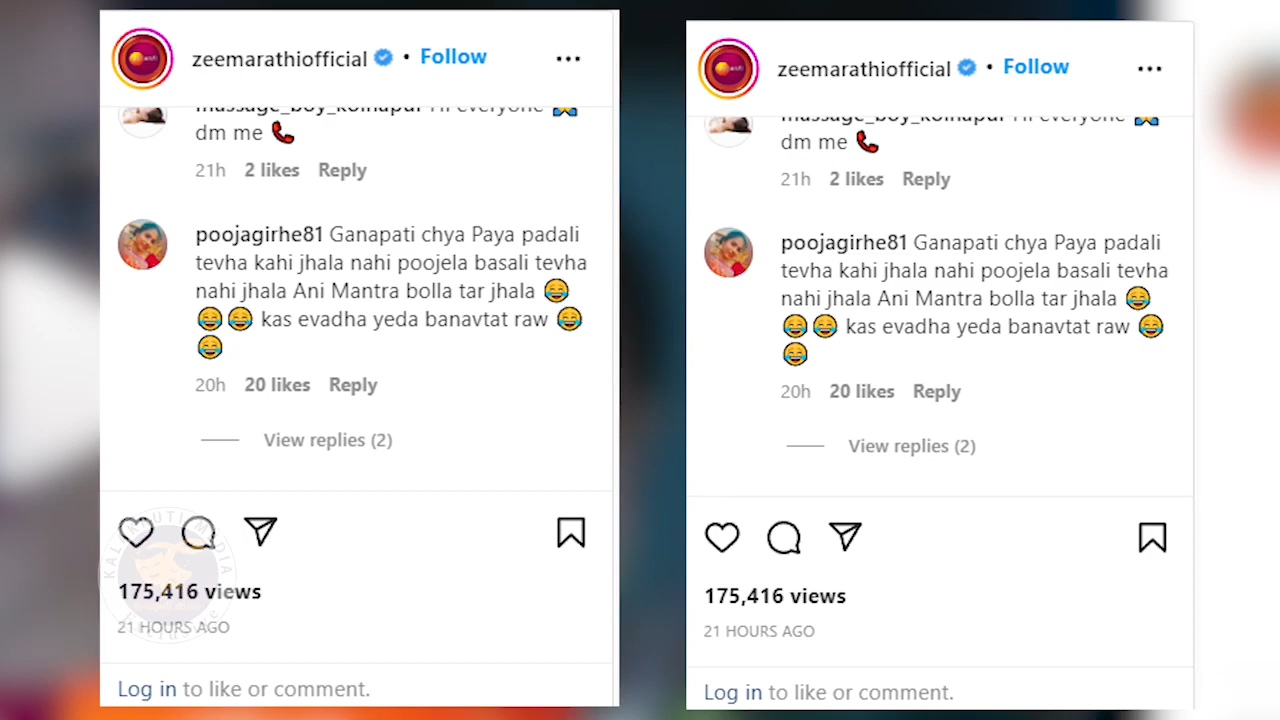 zeemarathiofficial • Follow
massage_boy_kolhapur Hi everyone 
dm me
21h 2 likes Reply
poojagirhe81 Ganapati chya Paya padali
tevha kahi jhala nahi poojela basali tevha
nahi jhala Ani Mantra bolla tar jhala 😂
😂😂 kas evadha yeda banavtat raw 😂
😂
20h 20 likes Reply
View replies (2)
175,416 views
21 HOURS AGO
Log in to like or comment.
zeemarathiofficial • Follow
massage_boy_kolhapur Hi everyone
dm me
21h 2 likes Reply
poojagirhe81 Ganapati chya Paya padali
tevha kahi jhala nahi poojela basali tevha
nahi jhala Ani Mantra bolla tar jhala 😂
😂😂 kas evadha yeda banavtat raw 😂
😂
20h 20 likes Reply
View replies (2)
175,416 views
21 HOURS AGO
Log in to like or comment.